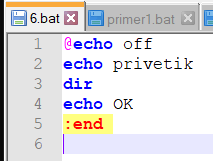 6.bat primer1.bat
1 @echo off
2 echo privetik
3 dir
4 echo OK
5 :end
6